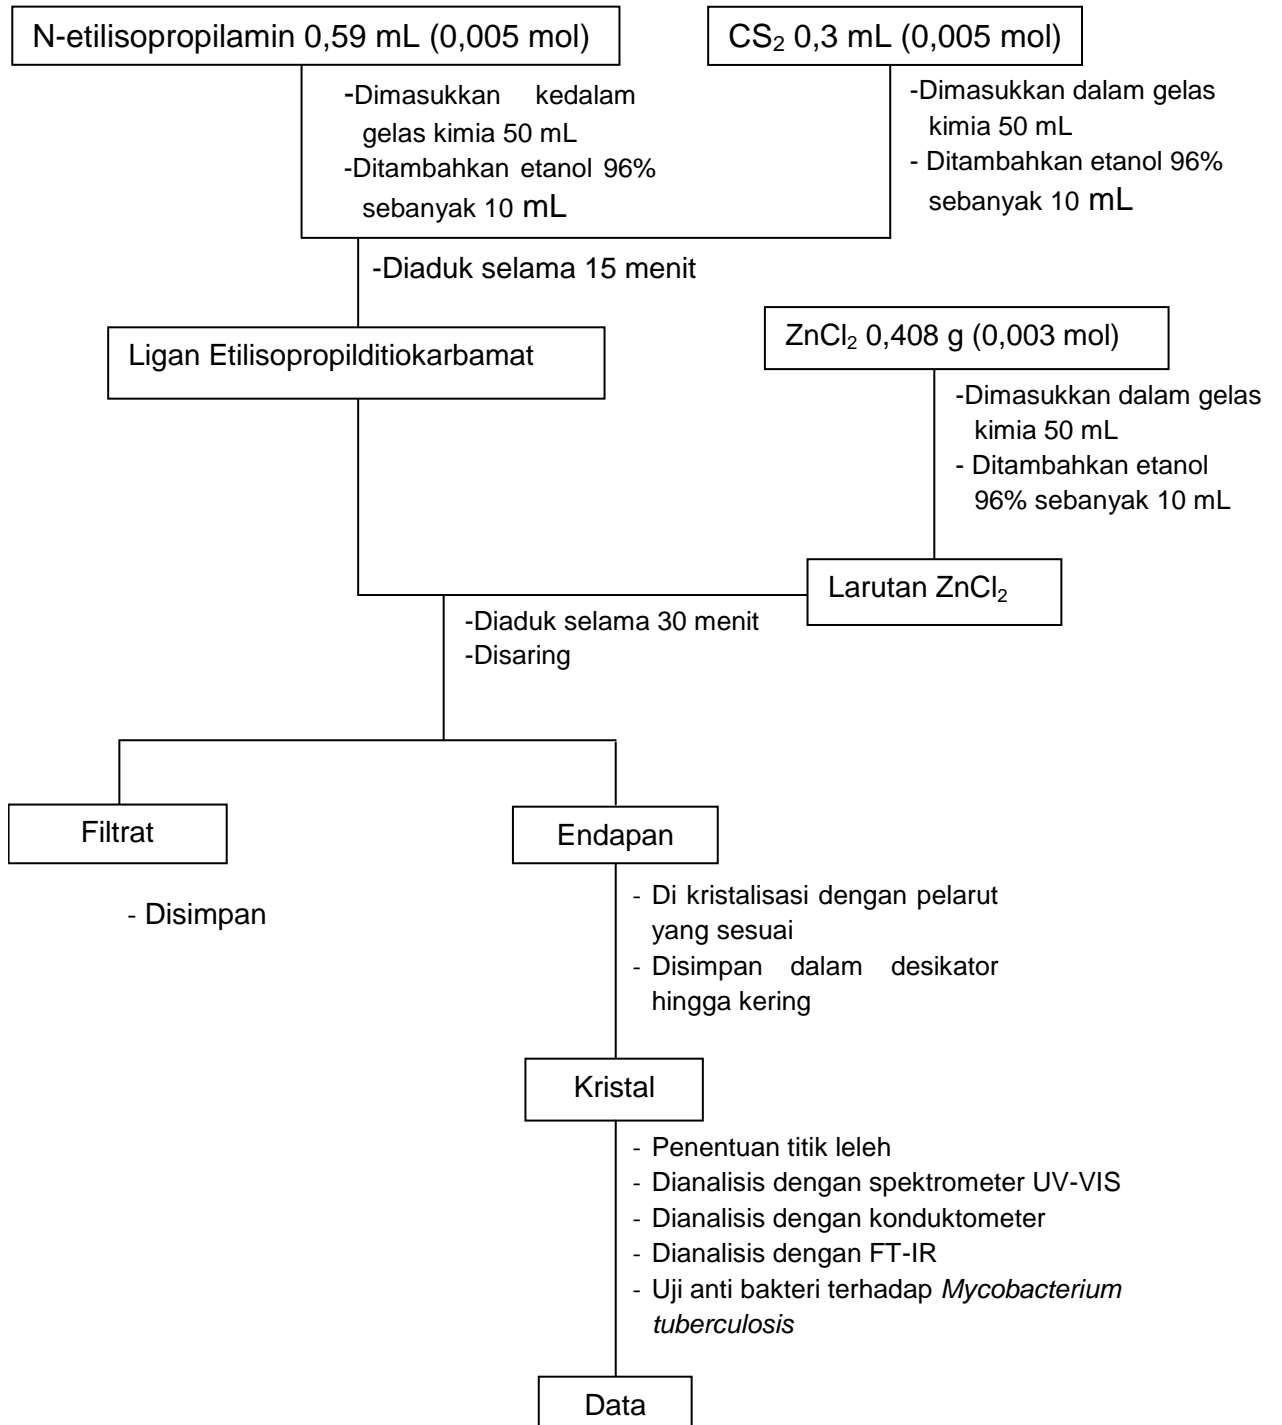 N-etilisopropilamin 0,59 mL (0,005 mol)
CS₂ 0,3 mL (0,005 mol)
-Dimasukkan kedalam
gelas kimia 50 mL
-Ditambahkan etanol 96%
sebanyak 10 mL
-Dimasukkan dalam gelas
kimia 50 mL
- Ditambahkan etanol 96%
sebanyak 10 mL
-Diaduk selama 15 menit
Ligan Etilisopropilditiokarbamat
ZnCl₂ 0,408 g (0,003 mol)
-Dimasukkan dalam gelas
kimia 50 mL
- Ditambahkan etanol
96% sebanyak 10 mL
Larutan ZnCl₂
-Diaduk selama 30 menit
-Disaring
Filtrat
- Disimpan
Endapan
- Di kristalisasi dengan pelarut
yang sesuai
- Disimpan dalam desikator
hingga kering
Kristal
- Penentuan titik leleh
- Dianalisis dengan spektrometer UV-VIS
- Dianalisis dengan konduktometer
- Dianalisis dengan FT-IR
- Uji anti bakteri terhadap Mycobacterium
tuberculosis
Data